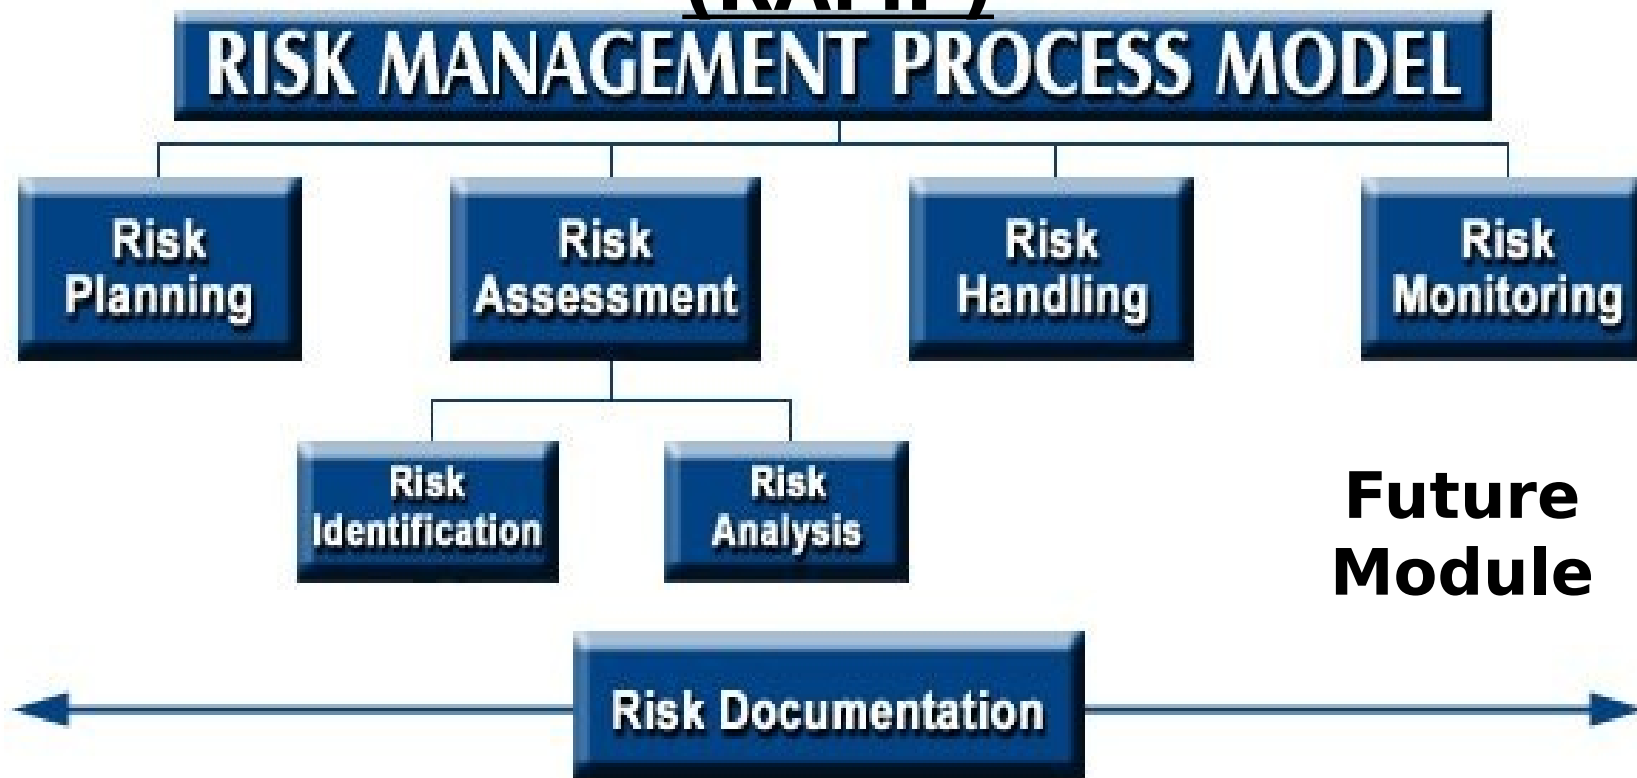 RISK MANAGEMENT PROCESS MODEL
Risk
Planning
Risk
Assessment
Risk
Handling
Risk
Monitoring
Risk
Identification
Risk
Analysis
Future
Module
Risk Documentation